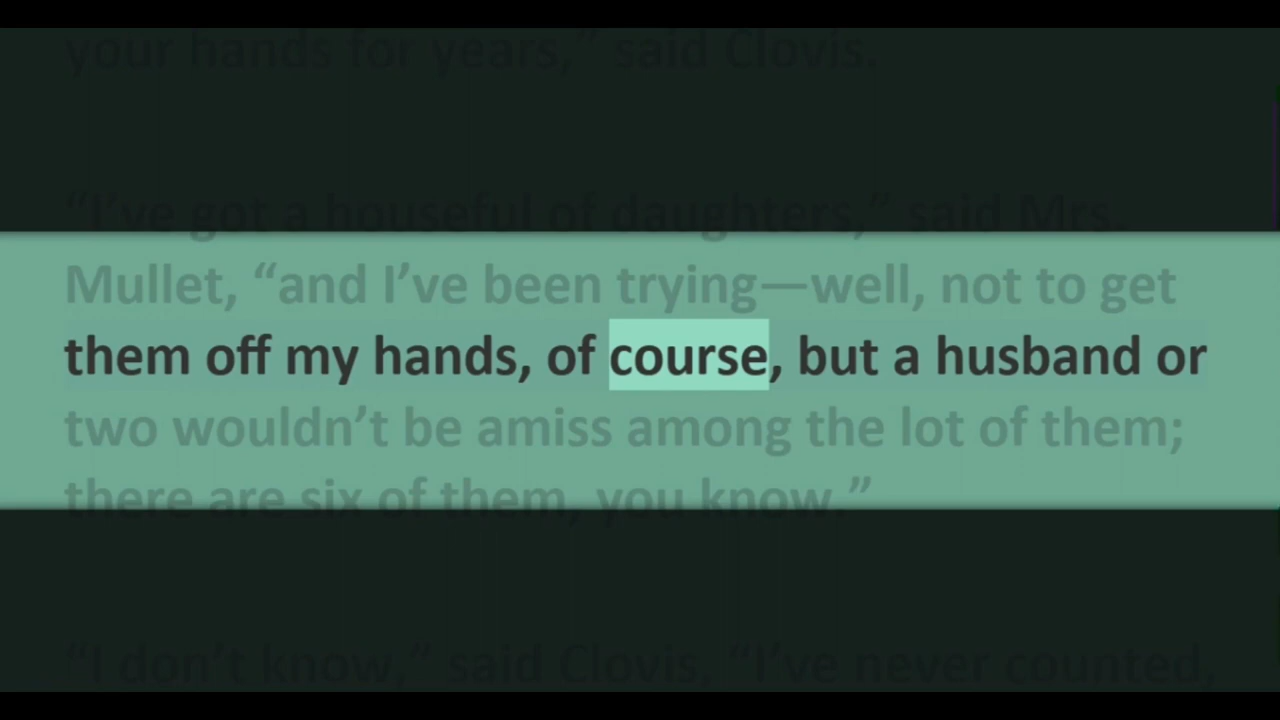 your hands for years,” said Clovis.
“I’ve got a houseful of daughters,” said Mrs.
Mullet, “and I’ve been trying—well, not to get
them off my hands, of course, but a husband or
two wouldn’t be amiss among the lot of them;
there are six of them, you know.”
“I don’t know,” said Clovis, “I’ve never counted,